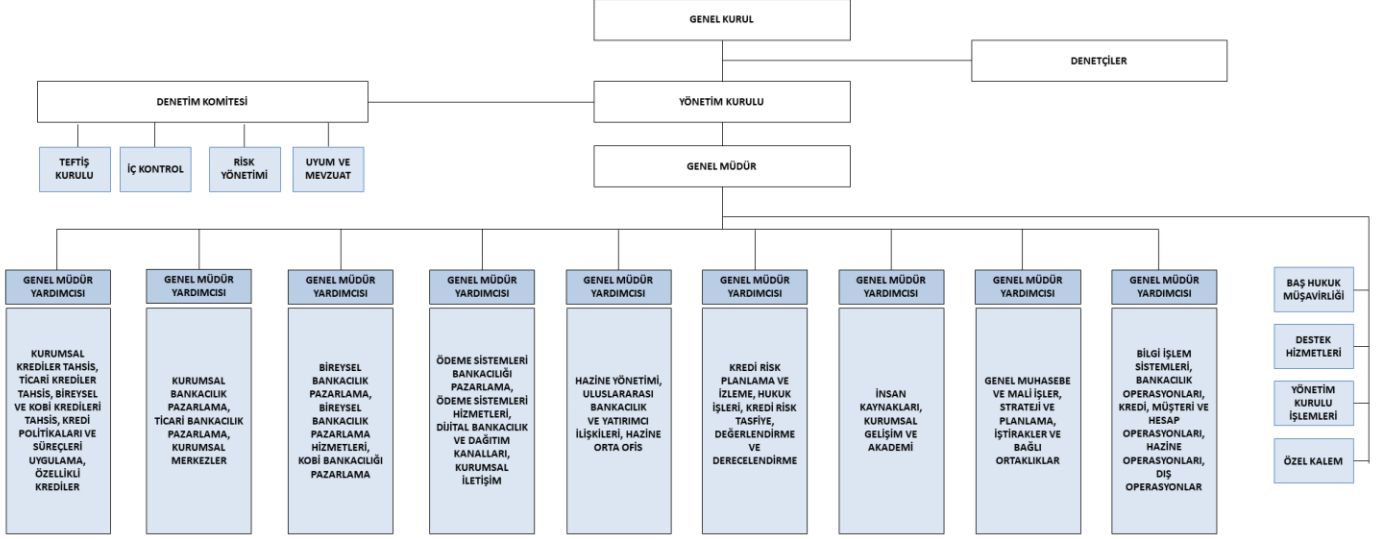 GENEL KURUL
DENETÇİLER
DENETİM KOMİTESİ
YÖNETİM KURULU
TEFTİŞ
KURULU
İÇ KONTROL
RİSK
YÖNETİMİ
UYUM VE
MEVZUAT
GENEL MÜDÜR
GENEL MÜDÜR
YARDIMCISI
KURUMSAL
KREDİLER TAHSİS,
TİCARİ KREDİLER
TAHSİS, BİREYSEL
VE KOBİ KREDİLERİ
TAHSİS, KREDİ
POLİTİKALARI VE
SÜREÇLERİ
UYGULAMA,
ÖZELLİKLİ
KREDİLER
GENEL MÜDÜR
YARDIMCISI
KURUMSAL
BANKACILIK
PAZARLAMA,
TİCARİ BANKACILIK
PAZARLAMA,
KURUMSAL
MERKEZLER
GENEL MÜDÜR
YARDIMCISI
BİREYSEL
BANKACILIK
PAZARLAMA,
BİREYSEL
BANKACILIK
PAZARLAMA
HİZMETLERİ,
KOBİ BANKACILIĞI
PAZARLAMA
GENEL MÜDÜR
YARDIMCISI
ÖDEME SİSTEMLERİ
BANKACILIĞI
PAZARLAMA,
ÖDEME SİSTEMLERİ
HİZMETLERİ,
DİJİTAL BANKACILIK
VE DAĞITIM
KANALLARI,
KURUMSAL
İLETİŞİM
GENEL MÜDÜR
YARDIMCISI
HAZİNE YÖNETİMİ,
ULUSLARARASI
BANKACILIK
VE YATIRIMCI
İLİŞKİLERİ, HAZİNE
ORTA OFİS
GENEL MÜDÜR
YARDIMCISI
KREDİ RİSK
PLANLAMA VE
İZLEME, HUKUK
İŞLERİ, KREDİ RİSK
TASFİYE,
DEĞERLENDİRME
VE
DERECELENDİRME
GENEL MÜDÜR
YARDIMCISI
İNSAN
KAYNAKLARI,
KURUMSAL
GELİŞİM VE
AKADEMİ
GENEL MÜDÜR
YARDIMCISI
GENEL MUHASEBE
VE MALİ İŞLER,
STRATEJİ VE
PLANLAMA,
İŞTİRAKLER VE
BAĞLI
ORTAKLIKLAR
GENEL MÜDÜR
YARDIMCISI
BİLGİ İŞLEM
SİSTEMLERİ,
BANKACILIK
OPERASYONLARI,
KREDİ, MÜŞTERİ VE
HESAP
OPERASYONLARI,
HAZİNE
OPERASYONLARI,
DIŞ
OPERASYONLAR
BAŞ HUKUK
MÜŞAVİRLİĞİ
DESTEK
HİZMETLERİ
YÖNETİM
KURULU
İŞLEMLERİ
ÖZEL KALEM